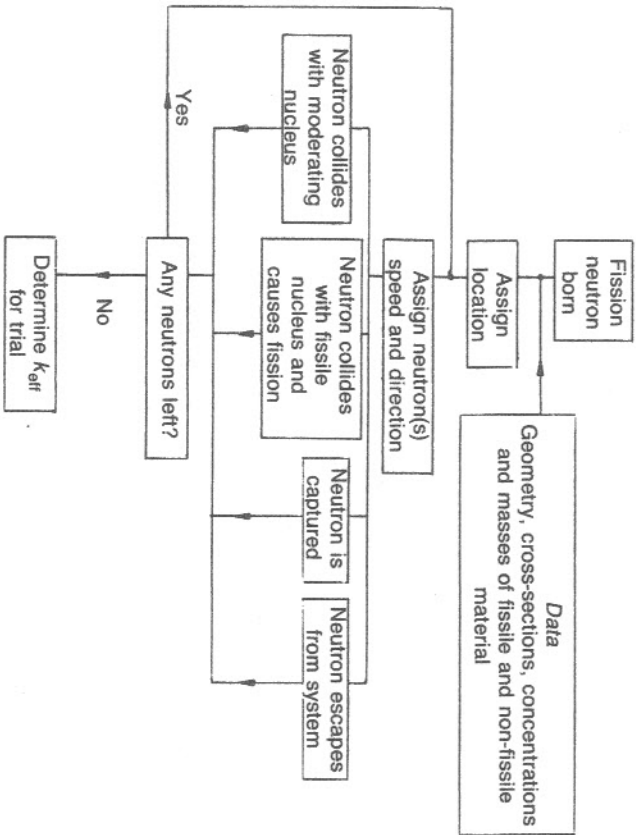 Fission
neutron
born
Data
Geometry, cross-sections, concentrations
and masses of fissile and non-fissile
material
Assign
location
Assign neutron(s)
speed and direction
Neutron collides
with moderating
nucleus
Neutron collides
with fissile
nucleus and
causes fission
Neutron is
captured
Neutron escapes
from system
Yes
Any neutrons left?
No
Determine keff
for trial